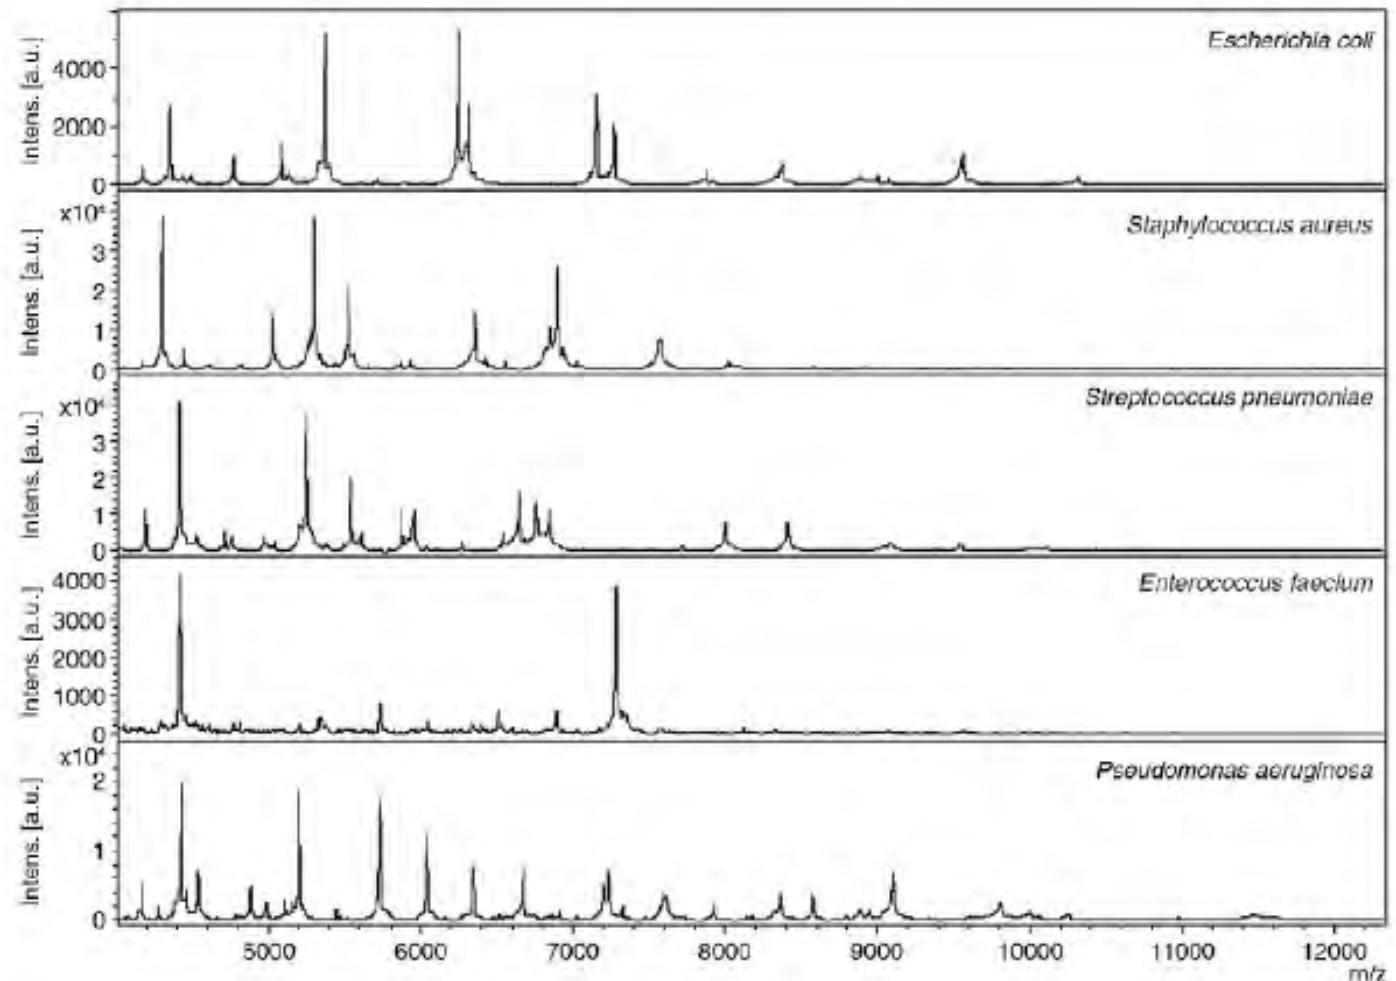 Escherichia coli
Intens. [a.u.]
4000
2000
0
Staphylococcus aureus
Intens. [a.u.]
x10⁴
3
2
1
0
Streptococcus pneumoniae
Intens. [a.u.]
x10⁴
3
2
1
0
Enterococcus faecium
Intens. [a.u.]
4000
3000
2000
1000
0
Pseudomonas aeruginosa
Intens. [a.u.]
x10⁴
2
1
0
5000 6000 7000 8000 9000 10000 11000 12000
m/z